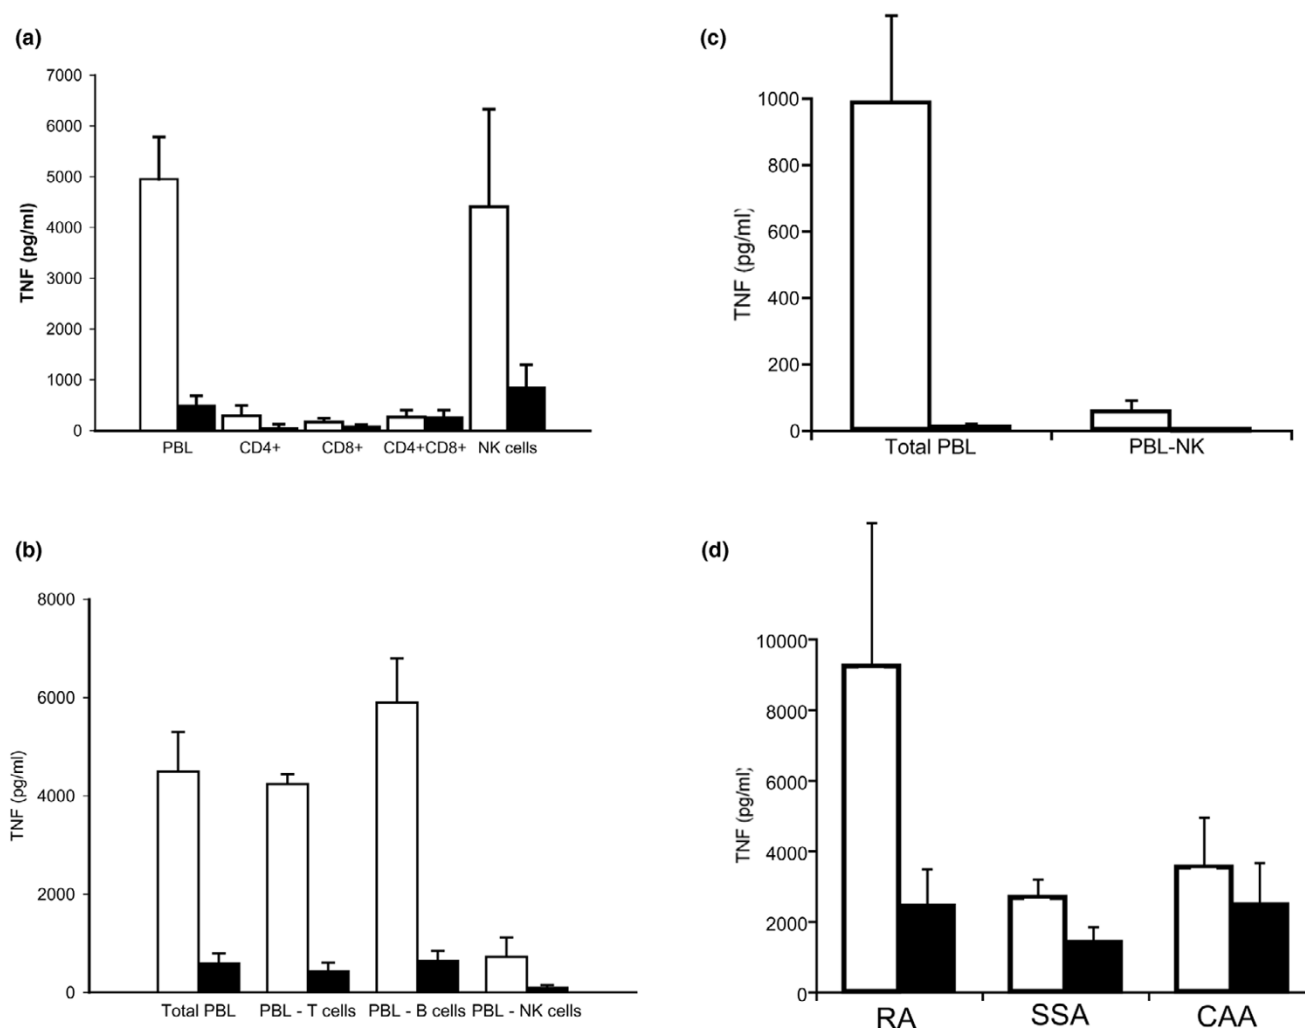 (a)
7000
6000
5000
4000
3000
2000
1000
0
TNF (pg/ml)
PBL CD4+ CD8+ CD4+CD8+ NK cells
(c)
1000
800
600
400
200
0
TNF (pg/ml)
Total PBL PBL-NK
(b)
8000
6000
4000
2000
0
TNF (pg/ml)
Total PBL PBL - T cells PBL - B cells PBL - NK cells
(d)
10000
8000
6000
4000
2000
0
TNF (pg/ml)
RA SSA CAA